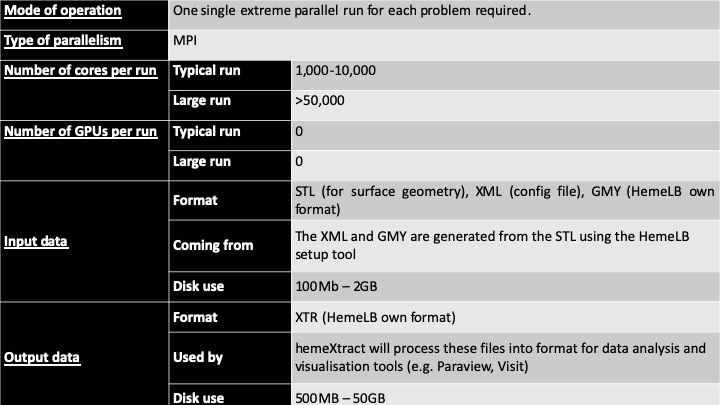 Mode of operation One single extreme parallel run for each problem required.
Type of parallelism MPI
Number of cores per run Typical run 1,000-10,000
Large run >50,000
Number of GPUs per run Typical run 0
Large run 0
Input data
Format STL (for surface geometry), XML (config file), GMY (HemeLB own
format)
Coming from The XML and GMY are generated from the STL using the HemeLB
setup tool
Disk use 100Mb – 2GB
Output data
Format XTR (HemeLB own format)
Used by hemeXtract will process these files into format for data analysis and
visualisation tools (e.g. Paraview, Visit)
Disk use 500MB – 50GB